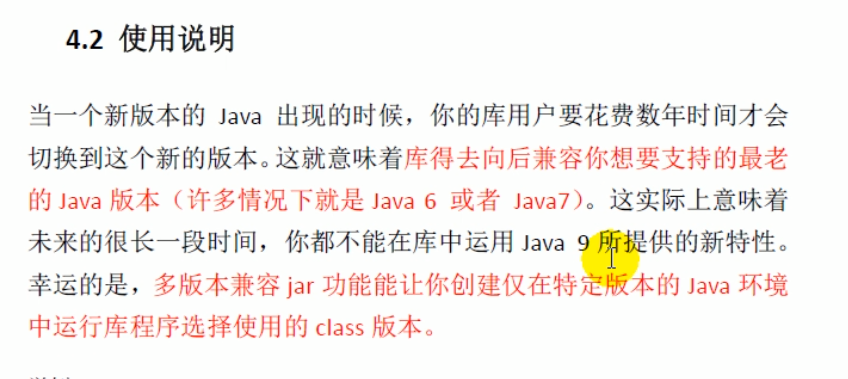 4.2 使用说明
当一个新版本的 Java 出现的时候，你的库用户要花费数年时间才会
切换到这个新的版本。这就意味着库得去向后兼容你想要支持的最老
的 Java 版本（许多情况下就是 Java 6 或者 Java7）。这实际上意味着
未来的很长一段时间，你都不能在库中运用 Java 9 所提供的新特性。
幸运的是，多版本兼容 jar 功能能让你创建仅在特定版本的 Java 环境
中运行库程序选择使用的 class 版本。